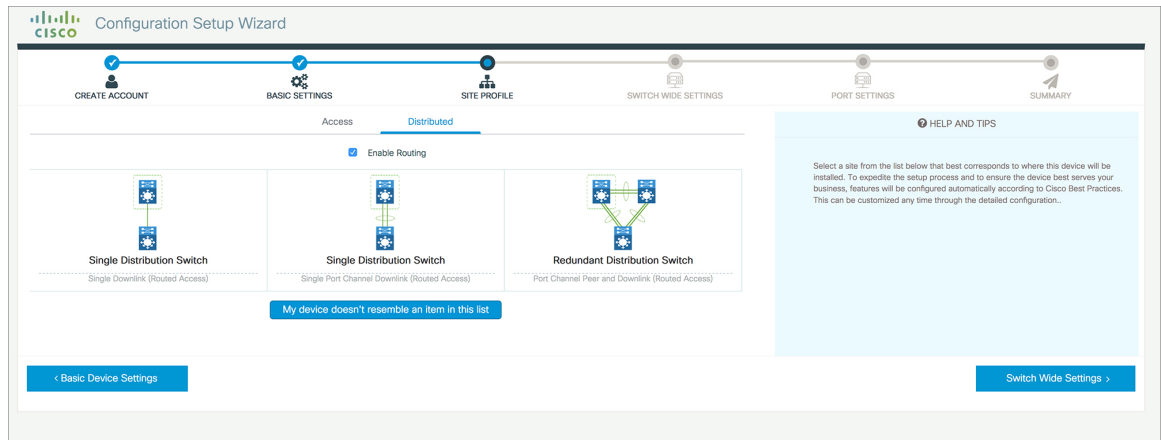 CISCO
Configuration Setup Wizard
CREATE ACCOUNT
BASIC SETTINGS
SITE PROFILE
SWITCH WIDE SETTINGS
PORT SETTINGS
SUMMARY
Access
Distributed
Enable Routing
Single Distribution Switch
Single Downlink (Routed Access)
Single Distribution Switch
Single Port Channel Downlink (Routed Access)
Redundant Distribution Switch
Port Channel Peer and Downlink (Routed Access)
My device doesn't resemble an item in this list
? HELP AND TIPS
Select a site from the list below that best corresponds to where this device will be
installed. To expedite the setup process and to ensure the device best serves your
business, features will be configured automatically according to Cisco Best Practices.
This can be customized any time through the detailed configuration..
< Basic Device Settings
Switch Wide Settings >